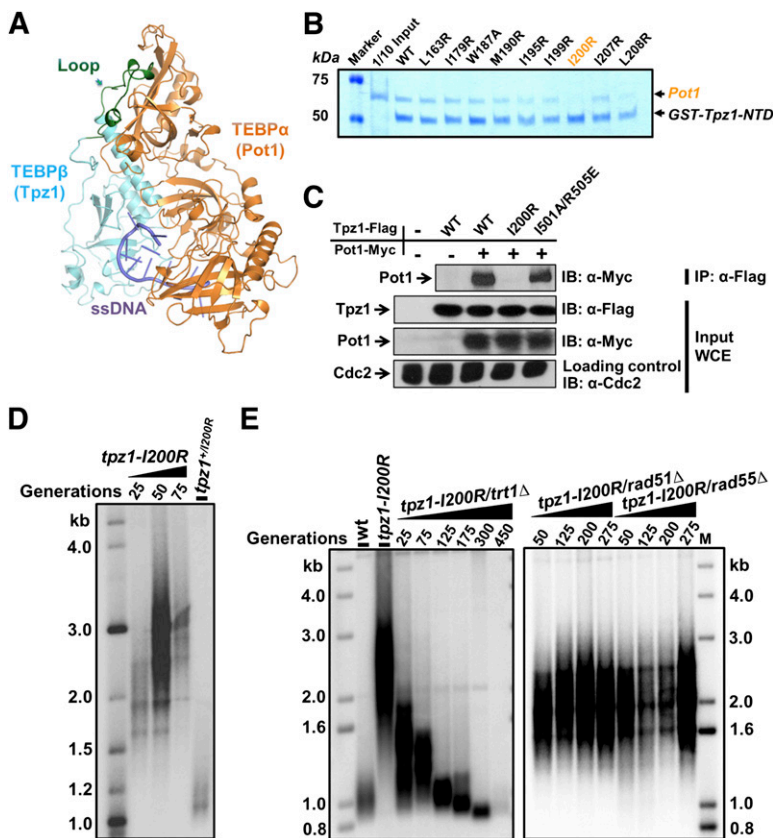 A
Loop
TEBPα
(Pot1)
TEBPβ
(Tpz1)
ssDNA
B
kDa
Marker
1/10 Input
WT
L163R
I179R
W187A
M190R
I195R
I199R
I200R
I207R
L208R
75
50
Pot1
GST-Tpz1-NTD
C
Tpz1-Flag - WT WT I200R I501A/R505E
Pot1-Myc - - + + +
Pot1 IB: α-Myc IP: α-Flag
Tpz1 IB: α-Flag
Pot1 IB: α-Myc
Input
WCE
Cdc2 Loading control
IB: α-Cdc2
D
tpz1-I200R
tpz1+/I200R
Generations 25 50 75
kb
4.0
3.0
2.0
1.5
1.2
1.0
E
wt
tpz1-I200R
tpz1-I200R/trt1Δ
Generations 25 75 125 175 300 450
kb
4.0
3.0
2.0
1.6
1.0
0.8
tpz1-I200R/rad51Δ
tpz1-I200R/rad55Δ
50 125 200 275 50 125 200 275 M
kb
4.0
3.0
2.0
1.6
1.0
0.8